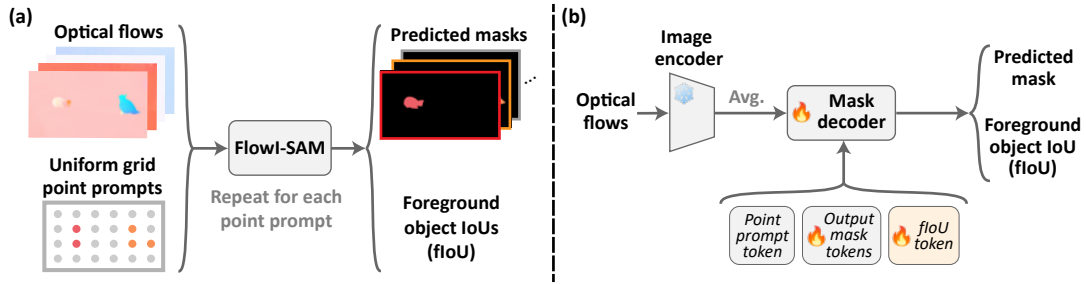 (a)
Optical flows
Uniform grid
point prompts
FlowI-SAM
Repeat for each
point prompt
Predicted masks
...
Foreground
object IoUs
(fIoU)
(b)
Optical
flows
Image
encoder
Avg.
Mask
decoder
Point
prompt
token
Output
mask
tokens
fIoU
token
Predicted
mask
Foreground
object IoU
(fIoU)